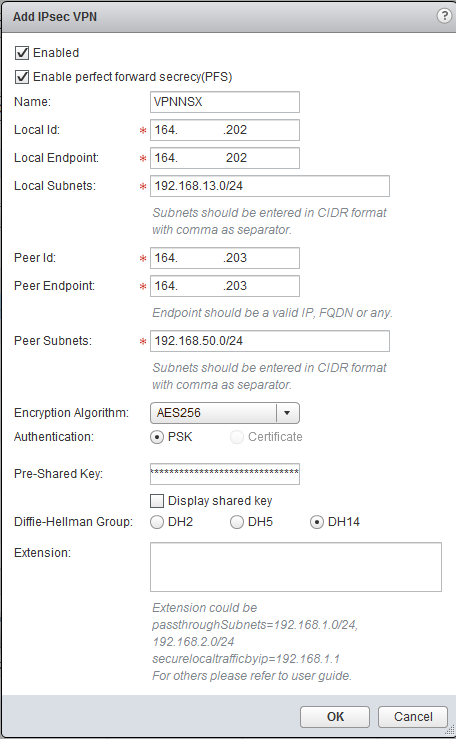 Add IPsec VPN ?
Enabled
Enable perfect forward secrecy(PFS)
Name: VPNNSX
Local Id: * 164. .202
Local Endpoint: * 164. .202
Local Subnets: * 192.168.13.0/24
Subnets should be entered in CIDR format
with comma as separator.
Peer Id: * 164. .203
Peer Endpoint: * 164. .203
Endpoint should be a valid IP, FQDN or any.
Peer Subnets: * 192.168.50.0/24
Subnets should be entered in CIDR format
with comma as separator.
Encryption Algorithm: AES256
Authentication: PSK Certificate
Pre-Shared Key: ******************************
Display shared key
Diffie-Hellman Group: DH2 DH5 DH14
Extension:
Extension could be
passthroughSubnets=192.168.1.0/24,
192.168.2.0/24
securelocaltrafficbyip=192.168.1.1
For others please refer to user guide.
OK Cancel